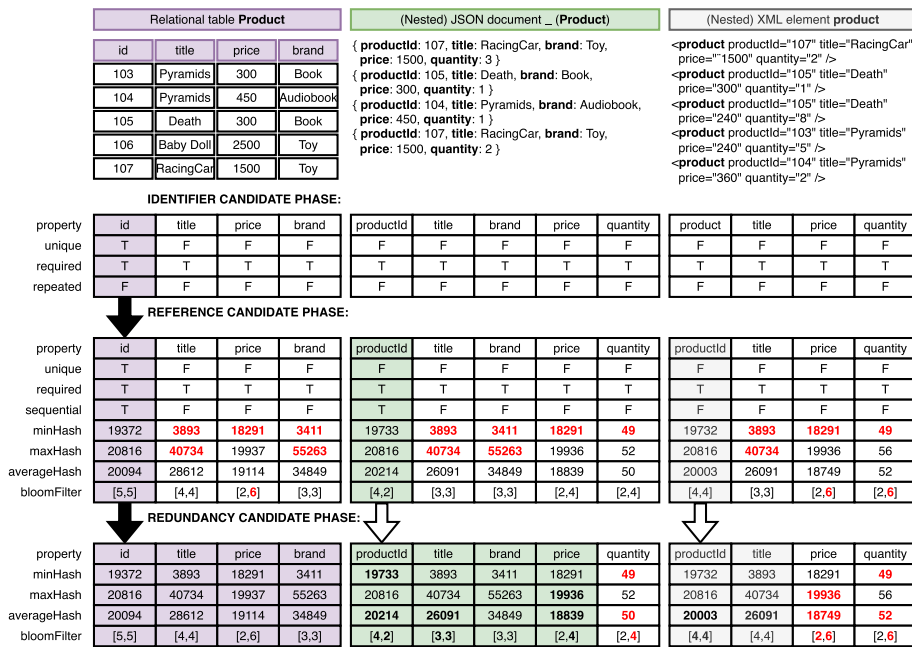 Relational table Product
(Nested) JSON document _ (Product)
(Nested) XML element product
id title price brand
103 Pyramids 300 Book
104 Pyramids 450 Audiobook
105 Death 300 Book
106 Baby Doll 2500 Toy
107 RacingCar 1500 Toy
{ productId: 107, title: RacingCar, brand: Toy,
price: 1500, quantity: 3 }
{ productId: 105, title: Death, brand: Book,
price: 300, quantity: 1 }
{ productId: 104, title: Pyramids, brand: Audiobook,
price: 450, quantity: 1 }
{ productId: 107, title: RacingCar, brand: Toy,
price: 1500, quantity: 2 }
<product productId="107" title="RacingCar"
price="¨1500" quantity="2" />
<product productId="105" title="Death"
price="300" quantity="1" />
<product productId="105" title="Death"
price="240" quantity="8" />
<product productId="103" title="Pyramids"
price="240" quantity="5" />
<product productId="104" title="Pyramids"
price="360" quantity="2" />
IDENTIFIER CANDIDATE PHASE:
property id title price brand productId title brand price quantity product title price quantity
unique T F F F F F F F F F F F F
required T T T T T T T T T T T T T
repeated F F F F F F F F F F F F F
REFERENCE CANDIDATE PHASE:
property id title price brand productId title brand price quantity productId title price quantity
unique T F F F F F F F F F F F F
required T T T T T T T T T T T T T
sequential T F F F T F F F F F F F F
minHash 19372 3893 18291 3411 19733 3893 3411 18291 49 19732 3893 18291 49
maxHash 20816 40734 19937 55263 20816 40734 55263 19936 52 20816 40734 19936 56
averageHash 20094 28612 19114 34849 20214 26091 34849 18839 50 20003 26091 18749 52
bloomFilter [5,5] [4,4] [2,6] [3,3] [4,2] [3,3] [3,3] [2,4] [2,4] [4,4] [3,3] [2,6] [2,6]
REDUNDANCY CANDIDATE PHASE:
property id title price brand productId title brand price quantity productId title price quantity
minHash 19372 3893 18291 3411 19733 3893 3411 18291 49 19732 3893 18291 49
maxHash 20816 40734 19937 55263 20816 40734 55263 19936 52 20816 40734 19936 56
averageHash 20094 28612 19114 34849 20214 26091 34849 18839 50 20003 26091 18749 52
bloomFilter [5,5] [4,4] [2,6] [3,3] [4,2] [3,3] [3,3] [2,4] [2,4] [4,4] [4,4] [2,6] [2,6]